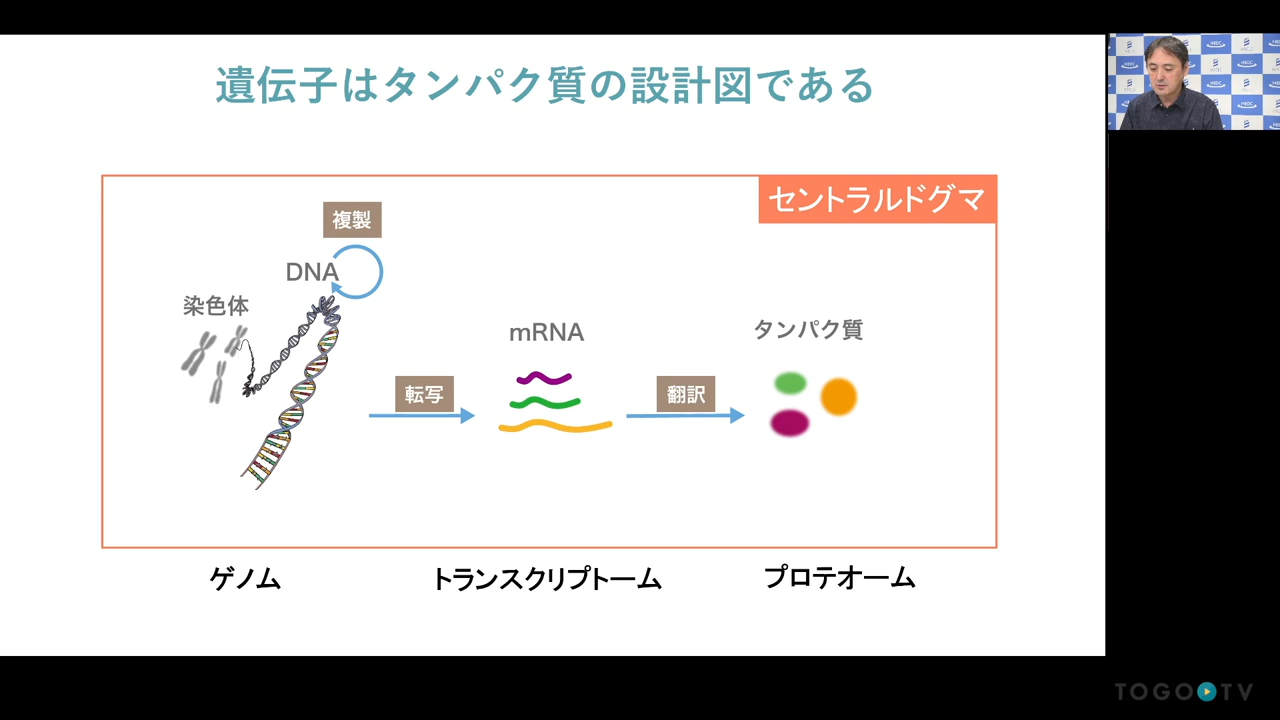 遺伝子はタンパク質の設計図である
セントラルドグマ
複製
DNA
染色体
mRNA
タンパク質
転写
翻訳
ゲノム
トランスクリプトーム
プロテオーム
TOGO TV